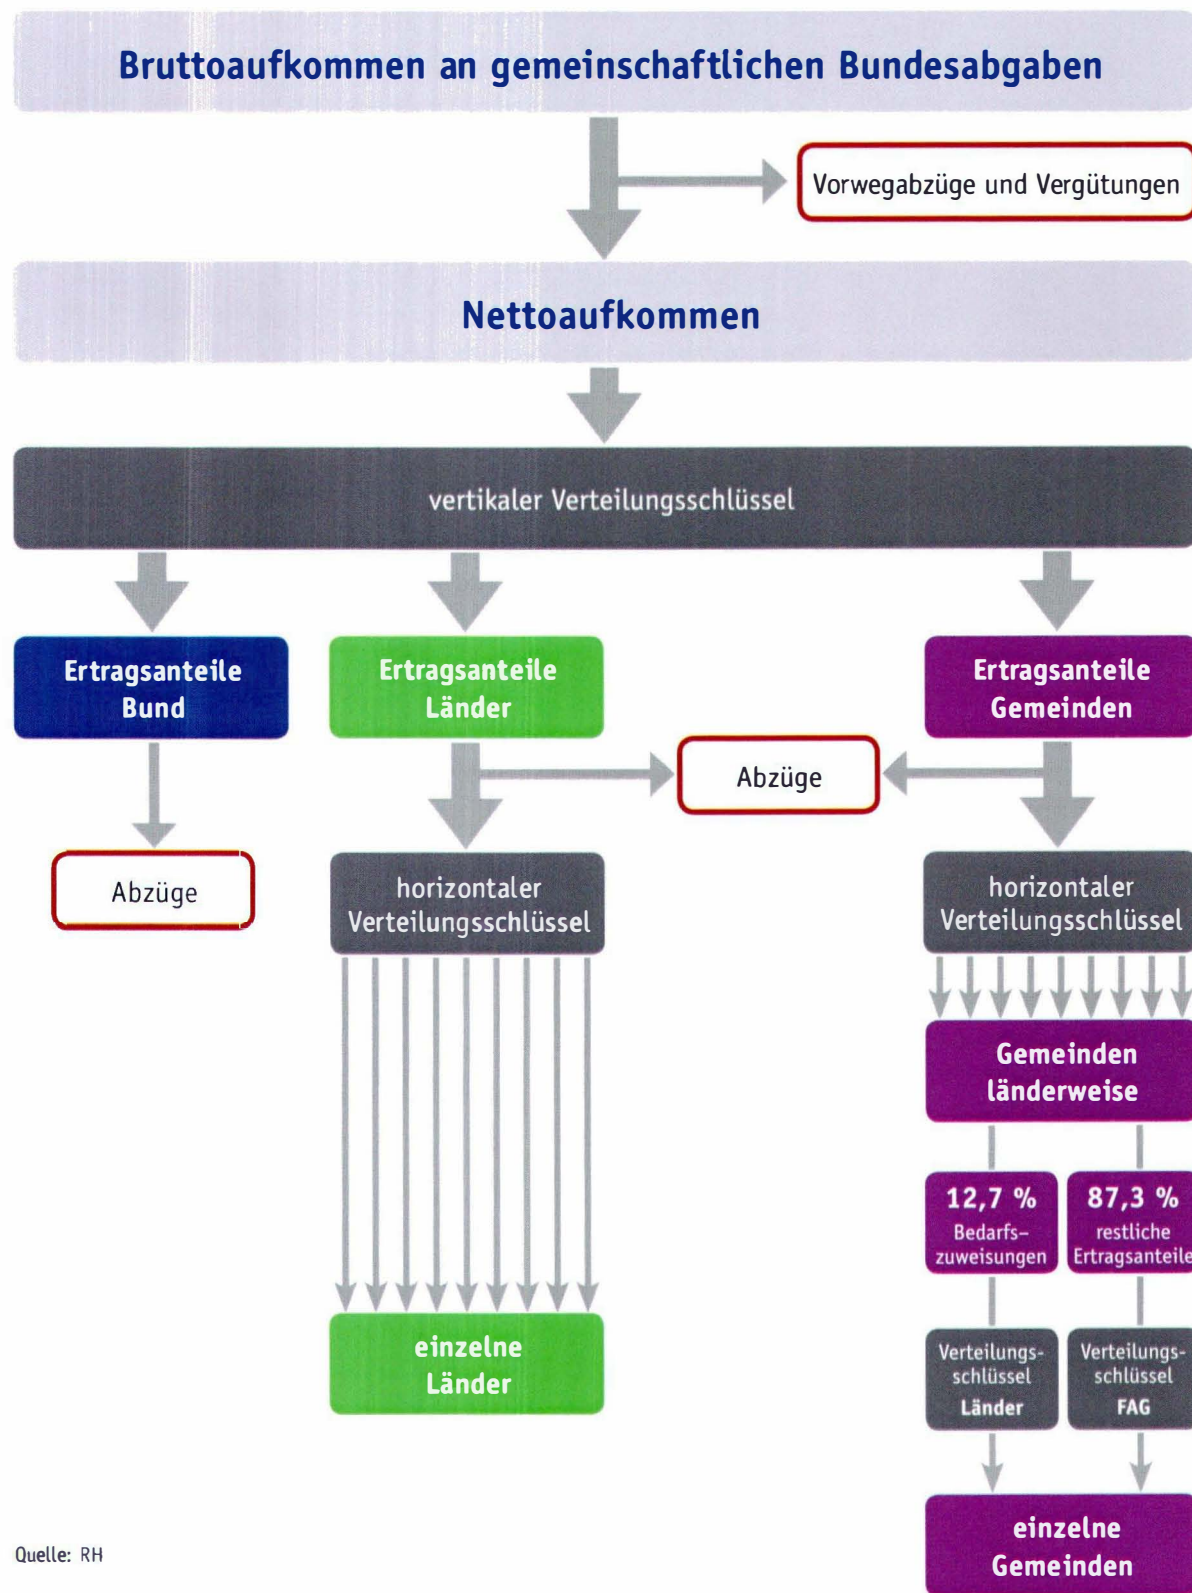 Bruttoaufkommen an gemeinschaftlichen Bundesabgaben
Vorwegabzüge und Vergütungen
Nettoaufkommen
vertikaler Verteilungsschlüssel
Ertragsanteile
Bund
Ertragsanteile
Länder
Ertragsanteile
Gemeinden
Abzüge
Abzüge
horizontaler
Verteilungsschlüssel
horizontaler
Verteilungsschlüssel
Gemeinden
länderweise
12,7 %
Bedarfs-
zuweisungen
87,3 %
restliche
Ertragsanteile
einzelne
Länder
Verteilungs-
schlüssel
Länder
Verteilungs-
schlüssel
FAG
einzelne
Gemeinden
Quelle: RH